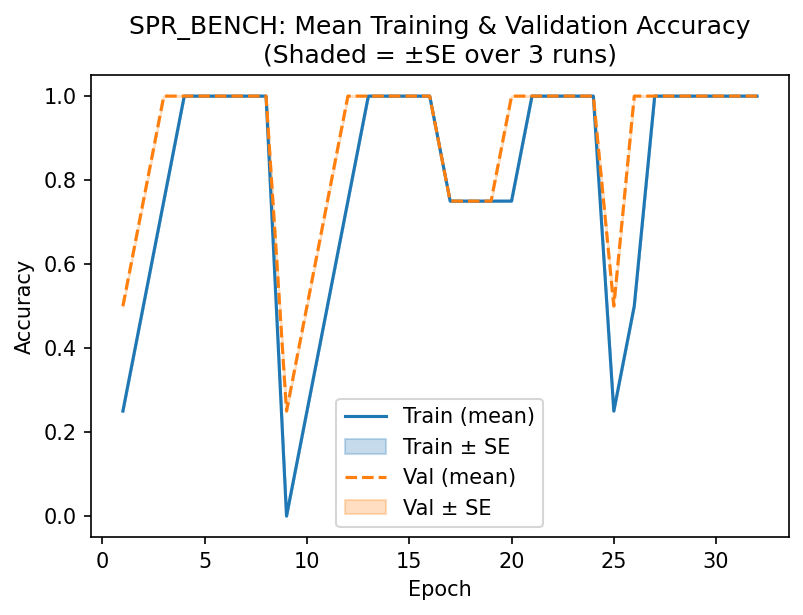 SPR_BENCH: Mean Training & Validation Accuracy
(Shaded = ±SE over 3 runs)
Accuracy
1.0
0.8
0.6
0.4
0.2
0.0
Train (mean)
Train ± SE
Val (mean)
Val ± SE
0 5 10 15 20 25 30
Epoch